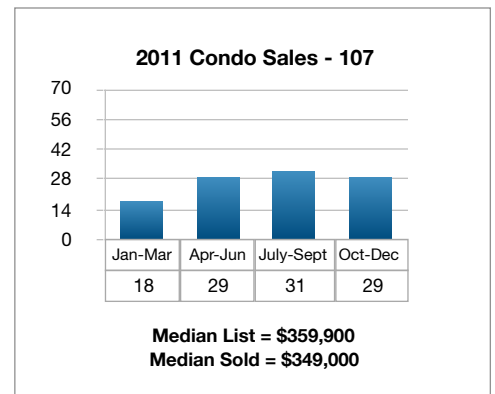 2011 Condo Sales - 107
70
56
42
28
14
0
Jan-Mar Apr-Jun July-Sept Oct-Dec
18 29 31 29
Median List = $359,900
Median Sold = $349,000